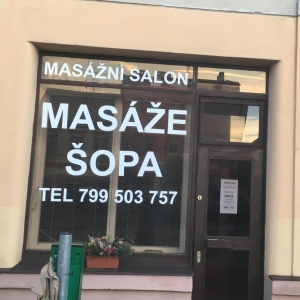 MASÁŽNÍ SALON
MASÁŽE
ŠOPA
TEL 799 503 757